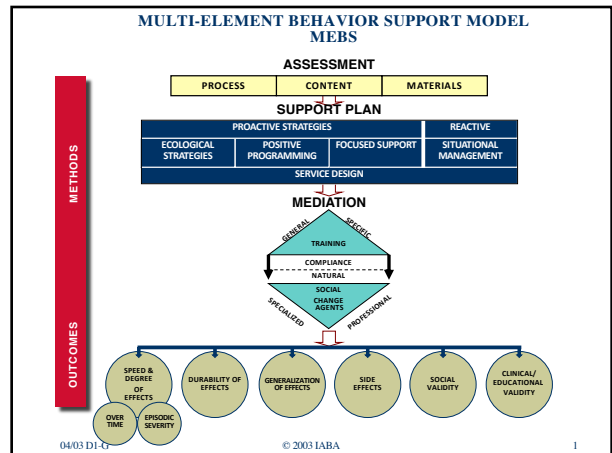 MULTI-ELEMENT BEHAVIOR SUPPORT MODEL
MEBS
ASSESSMENT
PROCESS CONTENT MATERIALS
SUPPORT PLAN
PROACTIVE STRATEGIES REACTIVE
ECOLOGICAL STRATEGIES
POSITIVE PROGRAMMING
FOCUSED SUPPORT
SITUATIONAL MANAGEMENT
SERVICE DESIGN
METHODS
MEDIATION
GENERAL SPECIFIC
TRAINING
COMPLIANCE
NATURAL
SOCIAL
CHANGE
AGENTS
SPECIALIZED PROFESSIONAL
OUTCOMES
SPEED &
DEGREE
OF
EFFECTS
OVER
TIME
EPISODIC
SEVERITY
DURABILITY OF
EFFECTS
GENERALIZATION
OF EFFECTS
SIDE
EFFECTS
SOCIAL
VALIDITY
CLINICAL/
EDUCATIONAL
VALIDITY
04/03 D1-G © 2003 IABA 1